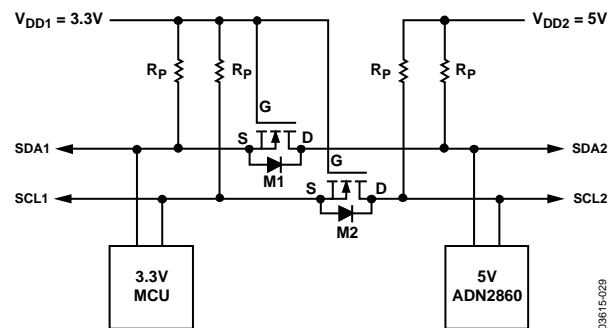 VDD1 = 3.3V
VDD2 = 5V
RP
RP
RP
RP
G
SDA1
S
D
SDA2
M1
G
SCL1
S
D
SCL2
M2
3.3V
MCU
5V
ADN2860
03615-029